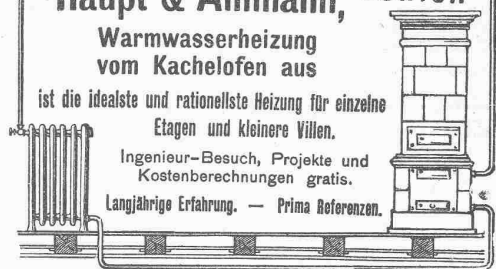 Haupt &
Warmwasserheizung
vom Kachelofen aus
ist die idealste und rationellste Heizung für einzelne
Etagen und kleinere Villen.
Ingenieur-Besuch, Projekte und
Kostenberechnungen gratis.
Langjährige Erfahrung. — Prima Referenzen.